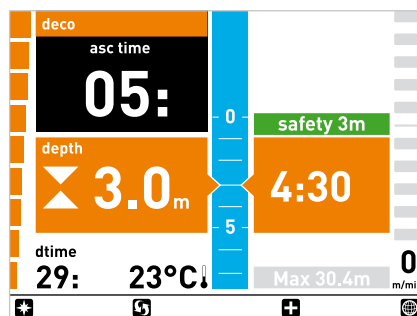 deco
asc time
05:
0
safety 3m
depth
3.0m
4:30
5
dtime
29:
23°C
Max 30.4m
0
m/mi